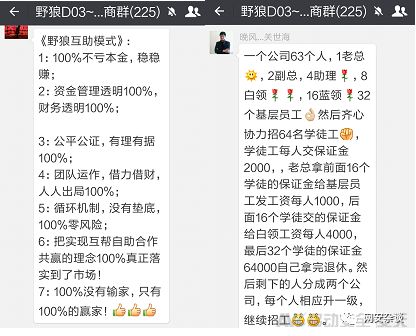 野狼D03~...商群(225)
《野狼互助模式》:
1:100%不亏本金,稳稳
赚;
2:资金管理透明100%,
财务透明100%;
3:公平公证,有理有据
100%;
4:团队运作,借力借财,
人人出局100%;
5:循环机制,没有垫底,
100%零风险;
6:把实现互帮自助合作
共赢的理念100%真正落
实到了市场!
7:100%没有输家,只有
100%的赢家!👍👍👍
野狼D03~...商群(225)
晚风...关世海
一个公司63个人,1老总
🌞,2副总,4助理🌹,8
白领🌹🌹,16蓝领🌹32
个基层员工😁然后齐心
协力招64名学徒工✊,
学徒工每人交保证金
2000,,老总拿前面16个
学徒的保证金给基层员
工发工资每人1000,后
面16个学徒交的保证金
给白领工资每人4000,
最后32个学徒的保证金
64000自己拿完退休。然
后剩下的人分成两个公
司,每个人相应升一级,
继续招工😄😄😄。
网安杂谈